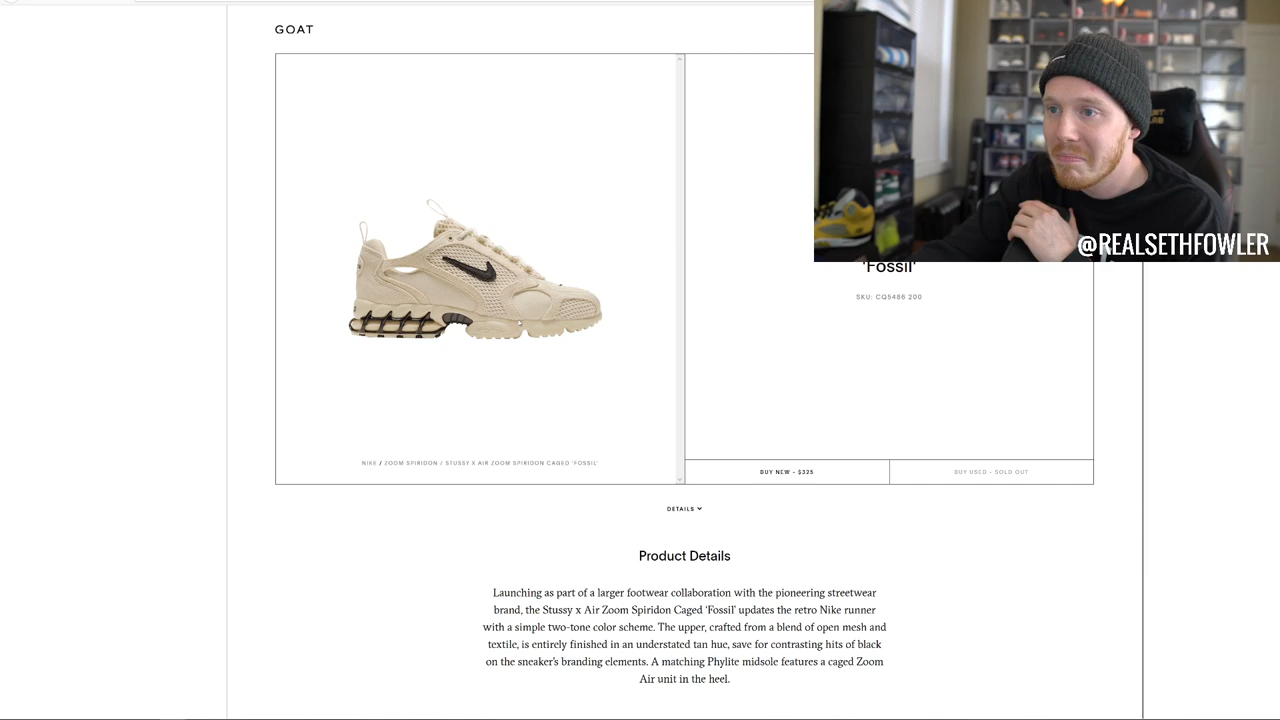 GOAT
@REALSETHFOWLER
'Fossil'
SKU: CQ5486 200
NIKE / ZOOM SPIRIDON / STUSSY X AIR ZOOM SPIRIDON CAGED 'FOSSIL'
BUY NEW - $325
BUY USED - SOLD OUT
DETAILS
Product Details
Launching as part of a larger footwear collaboration with the pioneering streetwear
brand, the Stussy x Air Zoom Spiridon Caged 'Fossil' updates the retro Nike runner
with a simple two-tone color scheme. The upper, crafted from a blend of open mesh and
textile, is entirely finished in an understated tan hue, save for contrasting hits of black
on the sneaker's branding elements. A matching Phylite midsole features a caged Zoom
Air unit in the heel.